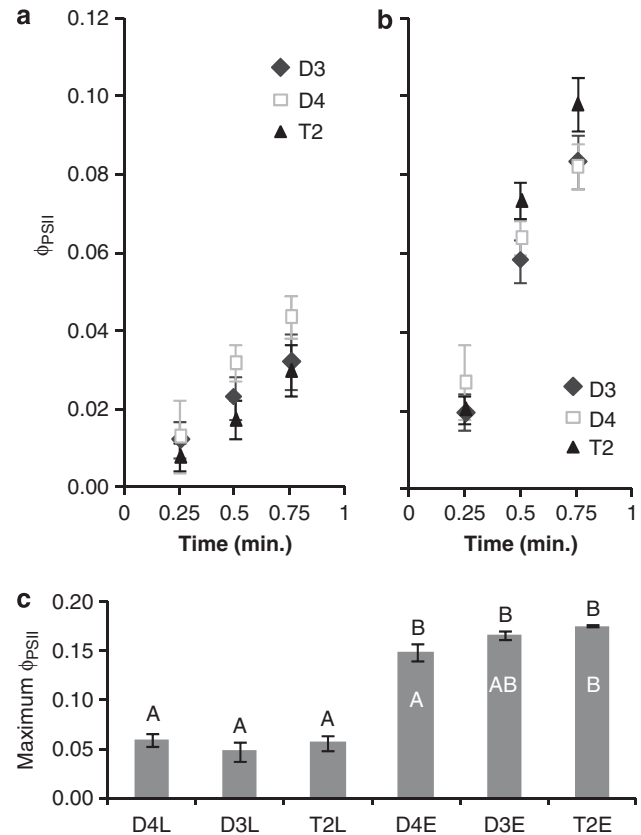 a
0.12
0.10
0.08
0.06
0.04
0.02
0.00
ϕPSII
D3
D4
T2
0 0.25 0.5 0.75 1
Time (min.)
b
D3
D4
T2
0 0.25 0.5 0.75 1
Time (min.)
c
Maximum ϕPSII
0.20
0.15
0.10
0.05
0.00
A A A B B B
A AB B
D4L D3L T2L D4E D3E T2E